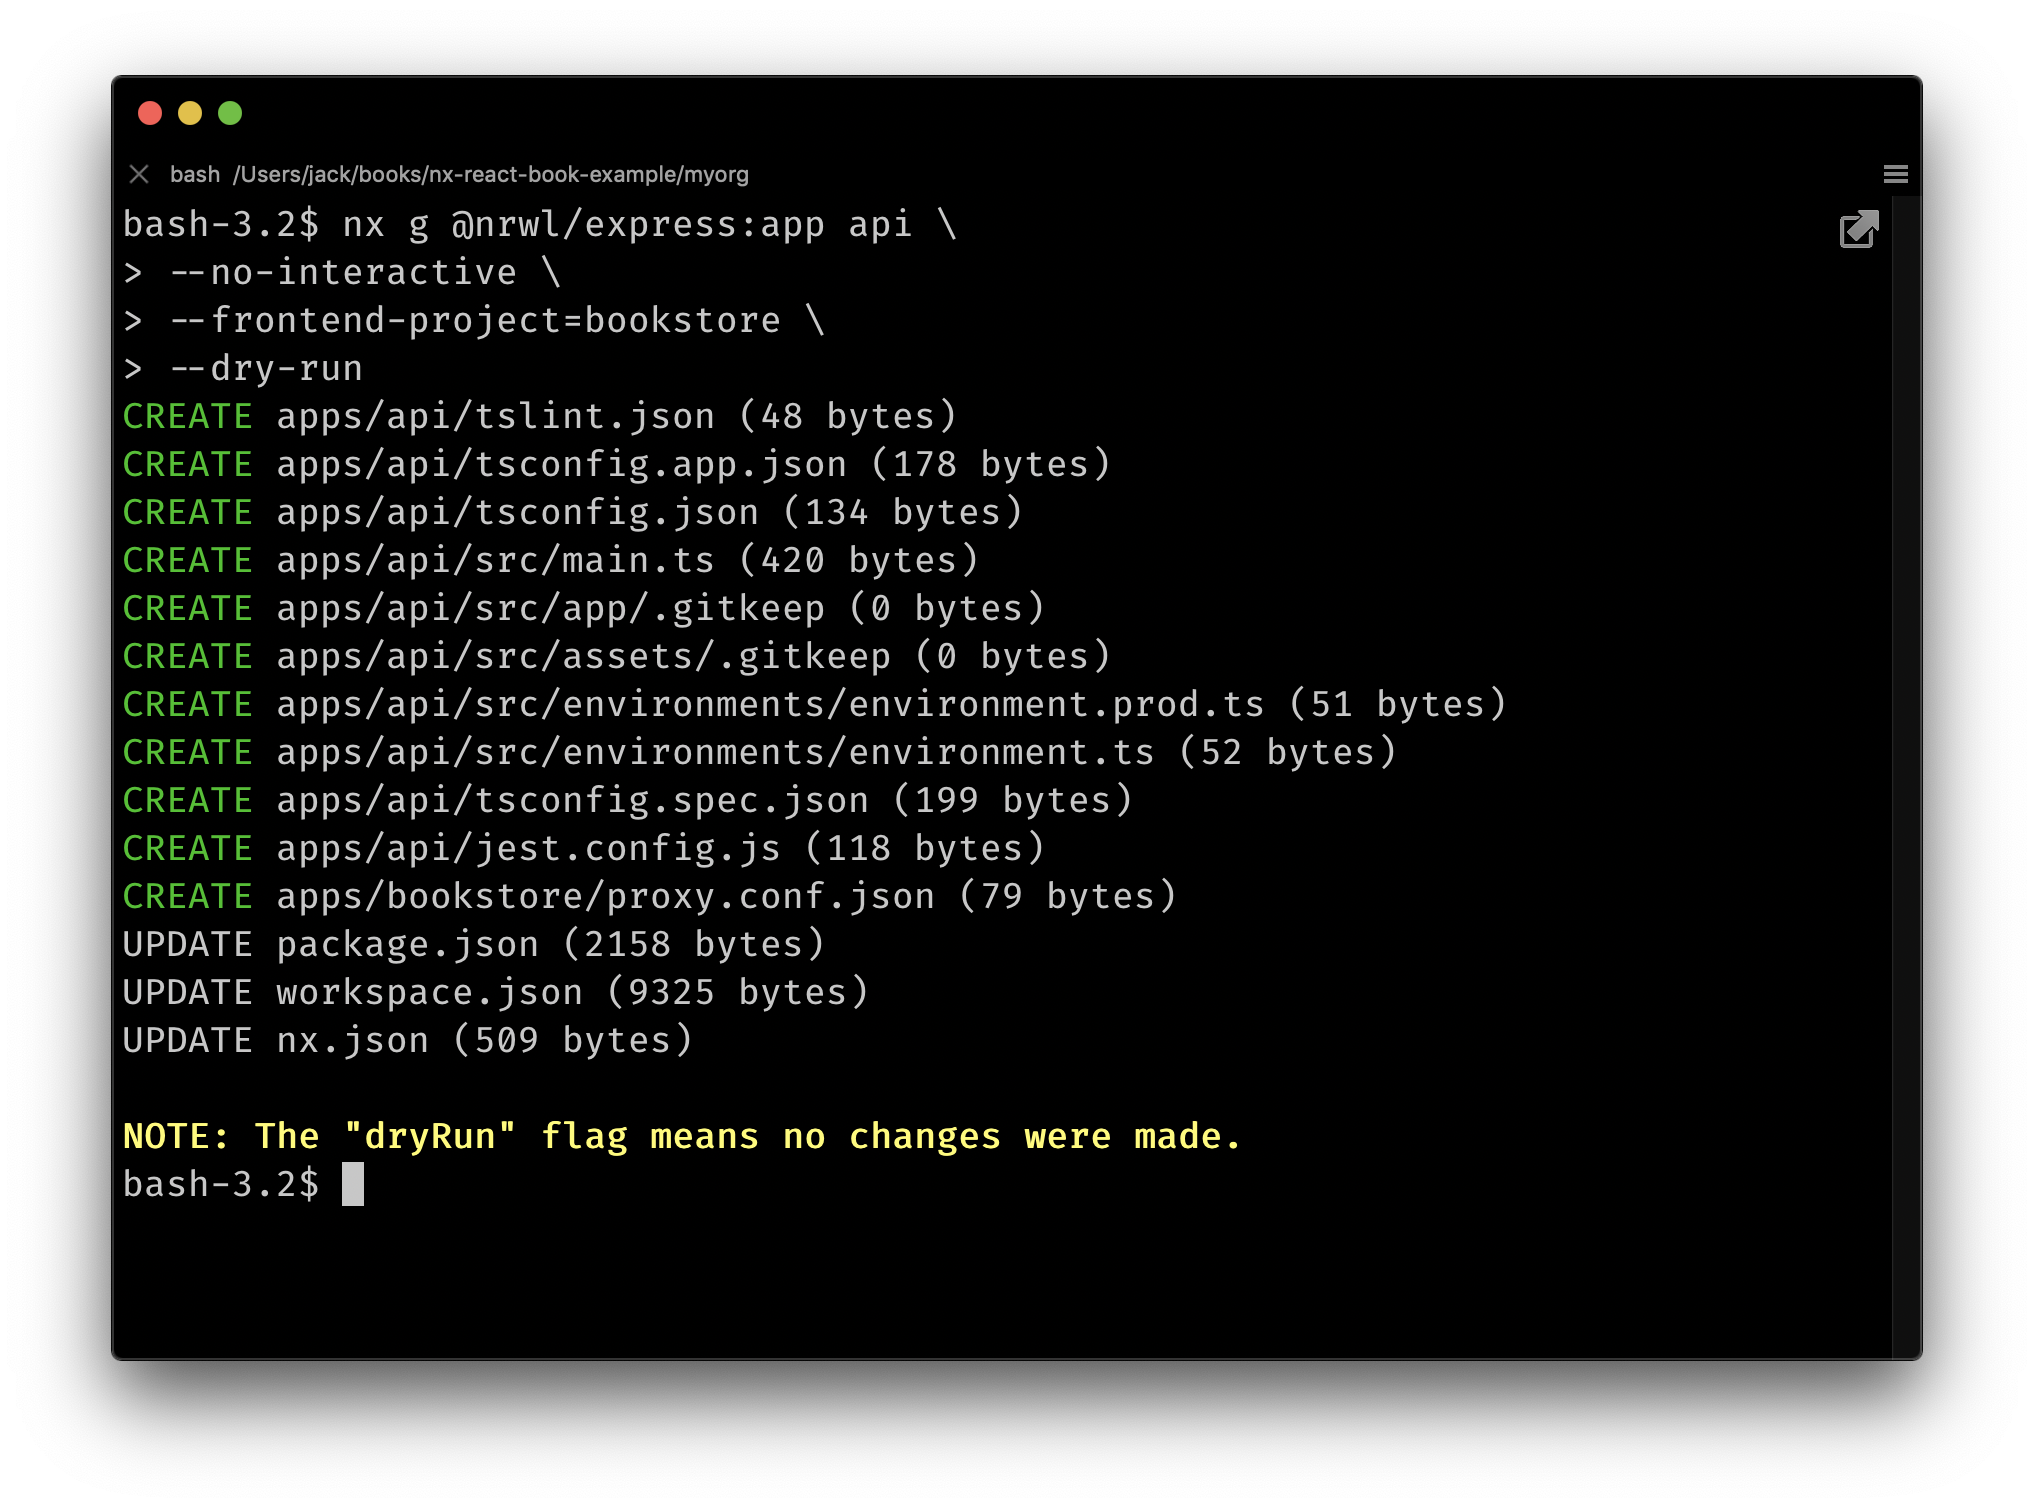 bash /Users/jack/books/nx-react-book-example/myorg
bash-3.2$ nx g @nrwl/express:app api \
> --no-interactive \
> --frontend-project=bookstore \
> --dry-run
CREATE apps/api/tslint.json (48 bytes)
CREATE apps/api/tsconfig.app.json (178 bytes)
CREATE apps/api/tsconfig.json (134 bytes)
CREATE apps/api/src/main.ts (420 bytes)
CREATE apps/api/src/app/.gitkeep (0 bytes)
CREATE apps/api/src/assets/.gitkeep (0 bytes)
CREATE apps/api/src/environments/environment.prod.ts (51 bytes)
CREATE apps/api/src/environments/environment.ts (52 bytes)
CREATE apps/api/tsconfig.spec.json (199 bytes)
CREATE apps/api/jest.config.js (118 bytes)
CREATE apps/bookstore/proxy.conf.json (79 bytes)
UPDATE package.json (2158 bytes)
UPDATE workspace.json (9325 bytes)
UPDATE nx.json (509 bytes)
NOTE: The "dryRun" flag means no changes were made.
bash-3.2$